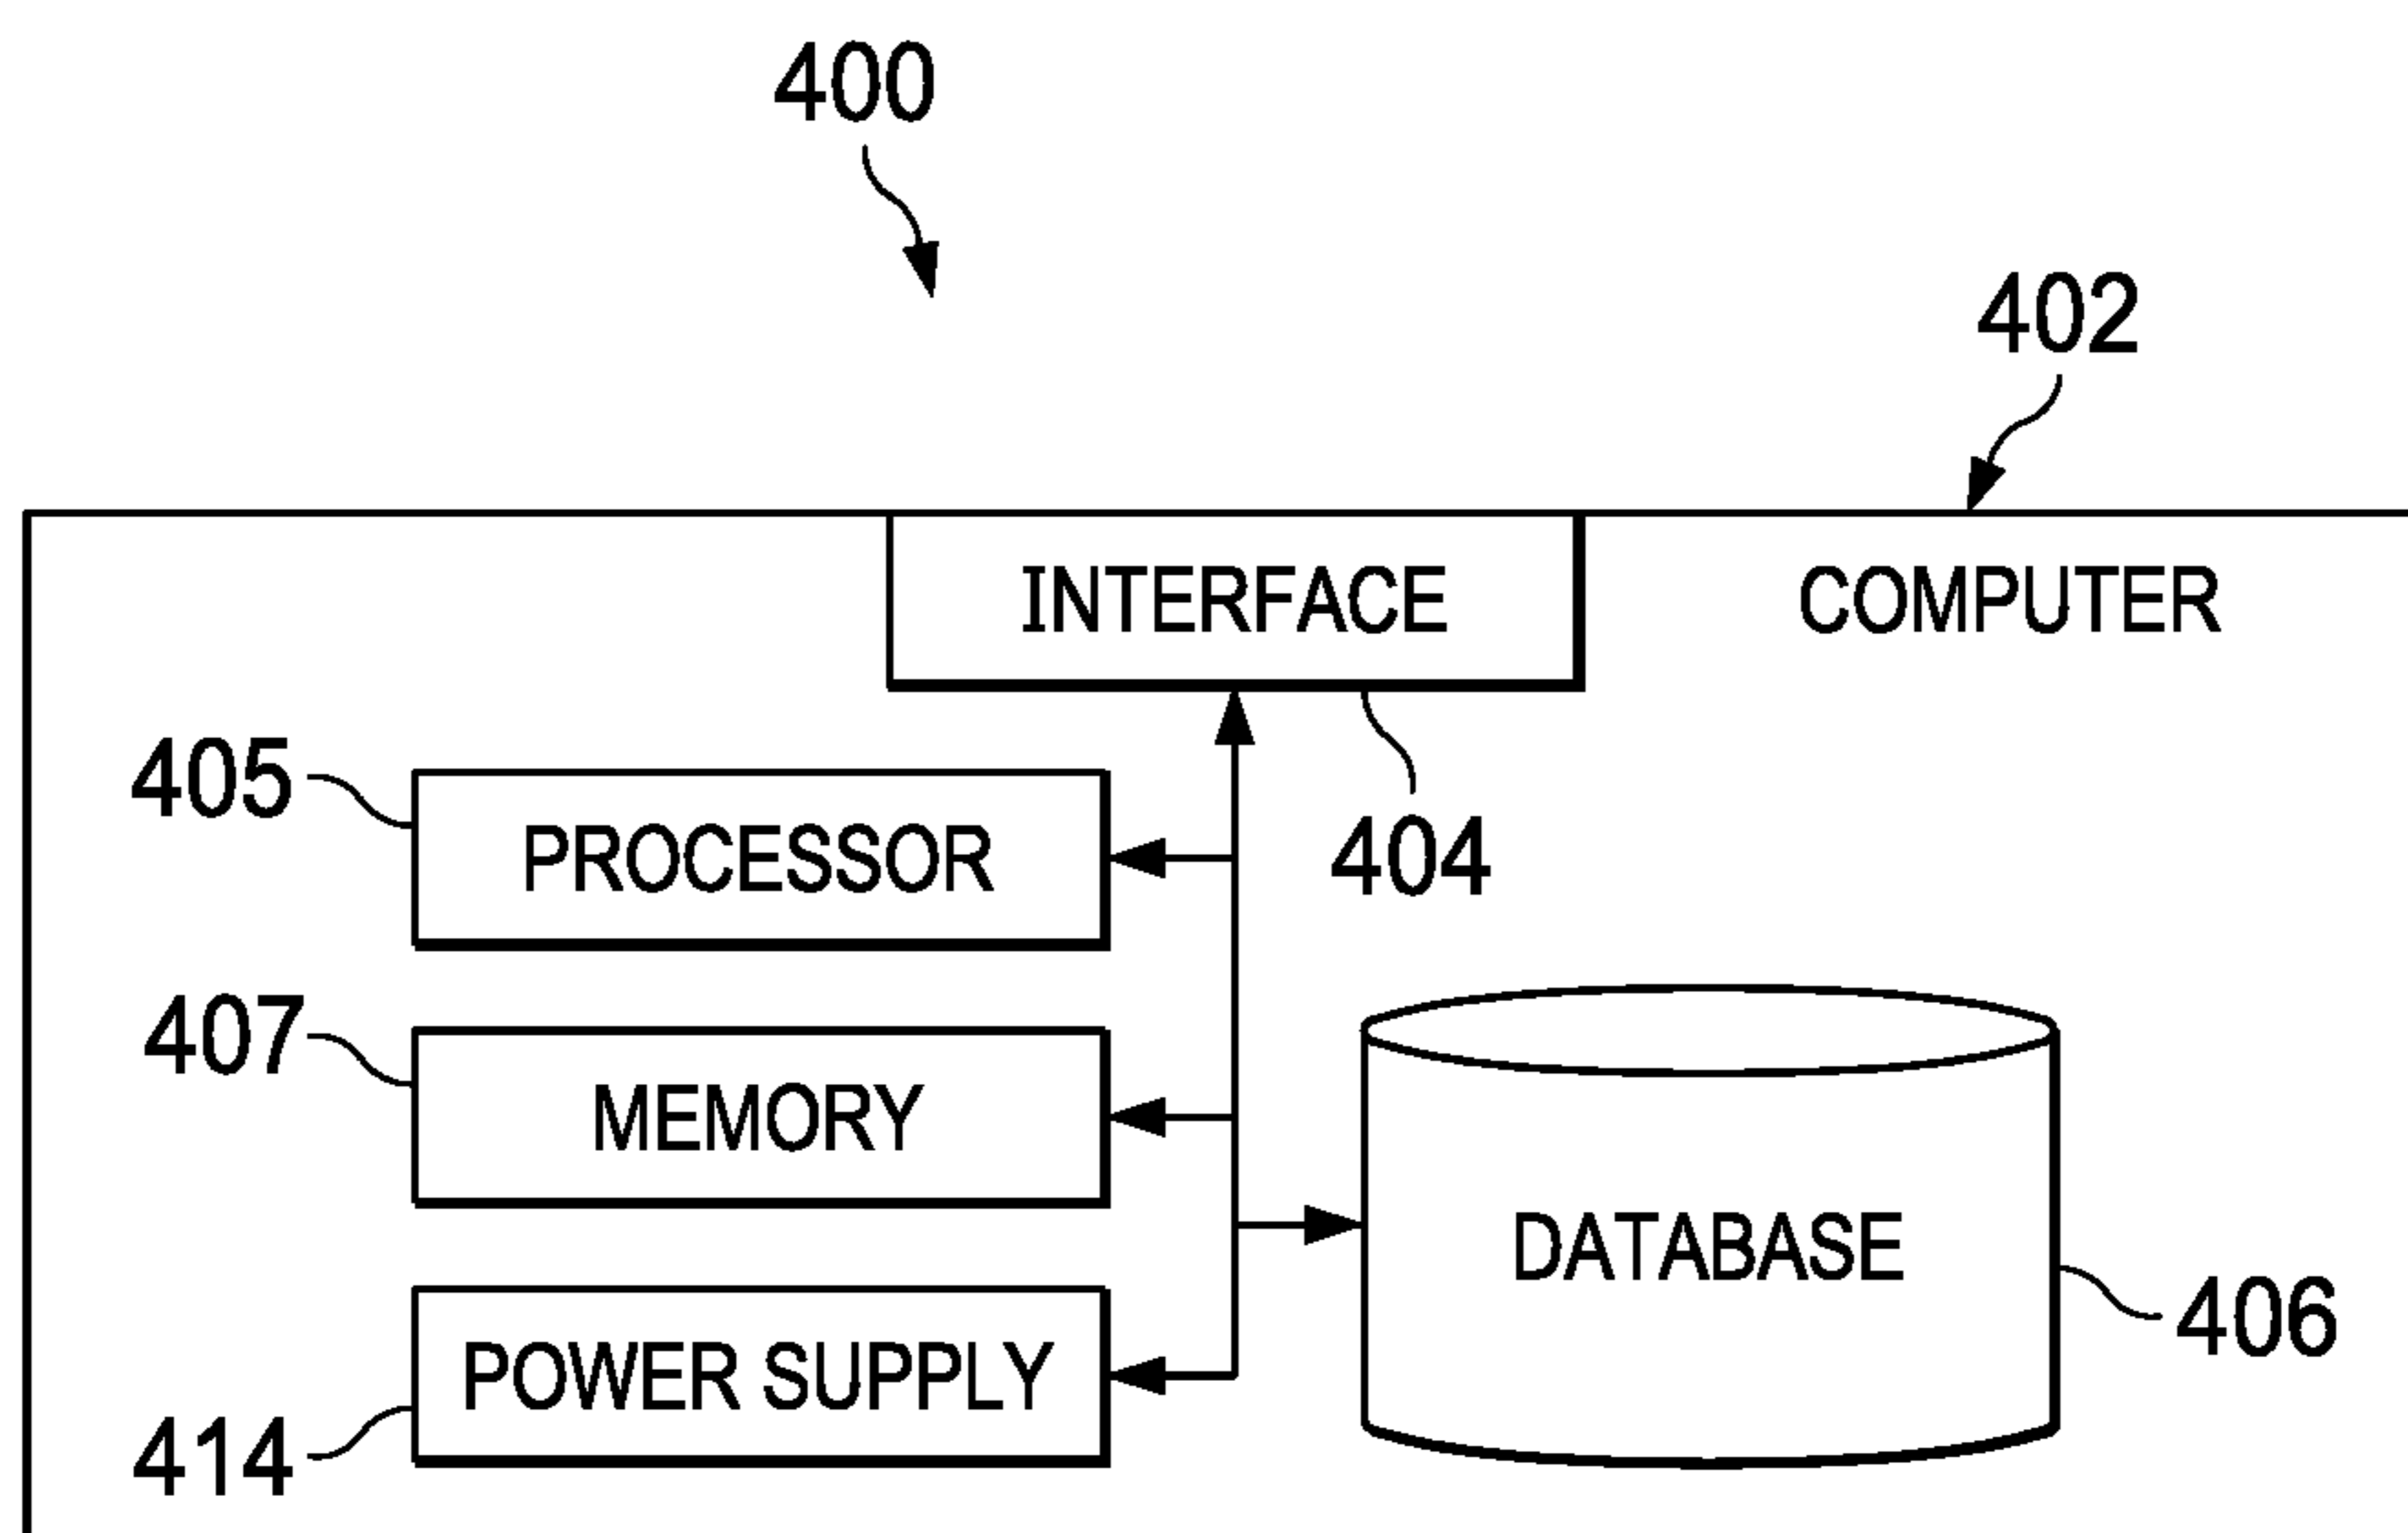 400
402
INTERFACE
COMPUTER
405
PROCESSOR
404
407
MEMORY
DATABASE
406
POWER SUPPLY
414